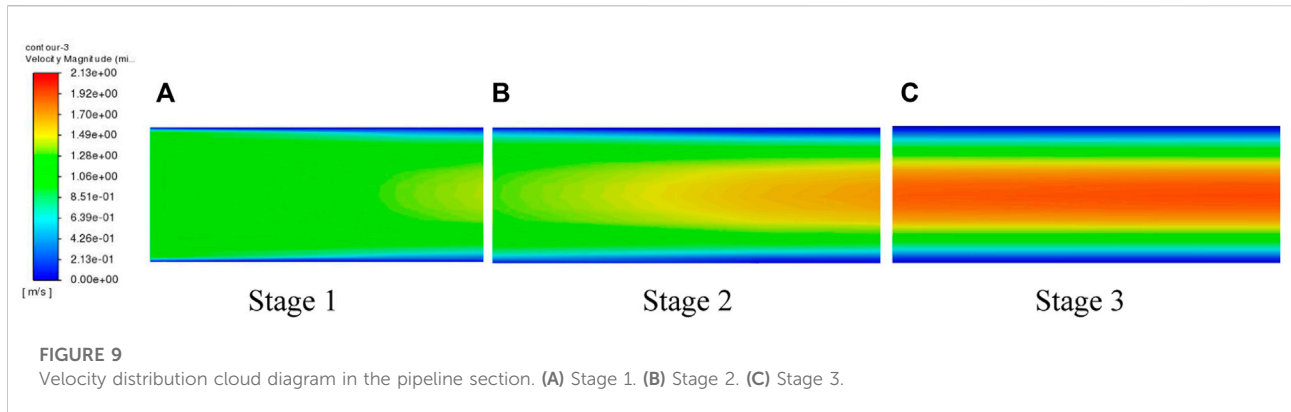 contour-3
Velocity Magnitude (mi...
2.13e+00
1.92e+00
1.70e+00
1.49e+00
1.28e+00
1.06e+00
8.51e-01
6.39e-01
4.26e-01
2.13e-01
0.00e+00
[ m/s ]
A
B
C
Stage 1
Stage 2
Stage 3
FIGURE 9
Velocity distribution cloud diagram in the pipeline section. (A) Stage 1. (B) Stage 2. (C) Stage 3.